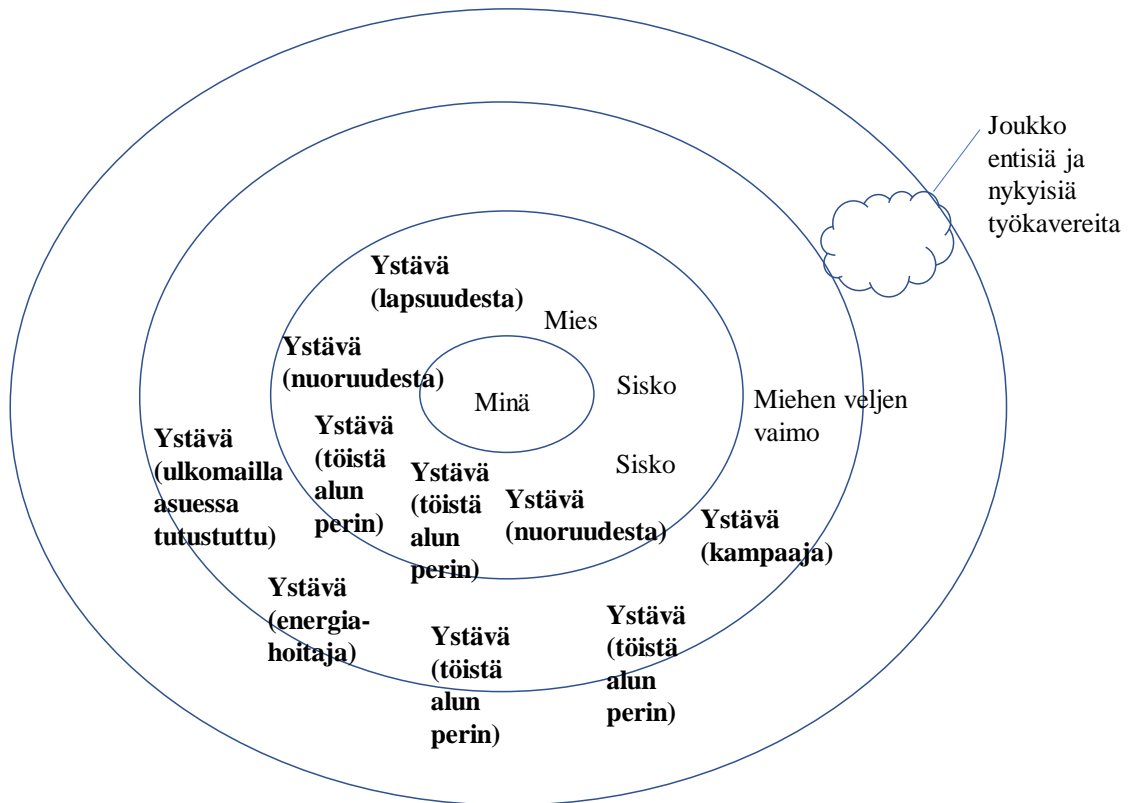 Joukko
entisiä ja
nykyisiä
työkavereita
Ystävä
(lapsuudesta)
Mies
Ystävä
(nuoruudesta)
Sisko
Minä
Miehen veljen
vaimo
Ystävä
(töistä
alun
perin)
Ystävä
(ulkomailla
asuessa
tutustuttu)
Ystävä
(töistä
alun
perin)
Sisko
Ystävä
(nuoruudesta)
Ystävä
(kampaaja)
Ystävä
(energia-
hoitaja)
Ystävä
(töistä
alun
perin)
Ystävä
(töistä
alun
perin)